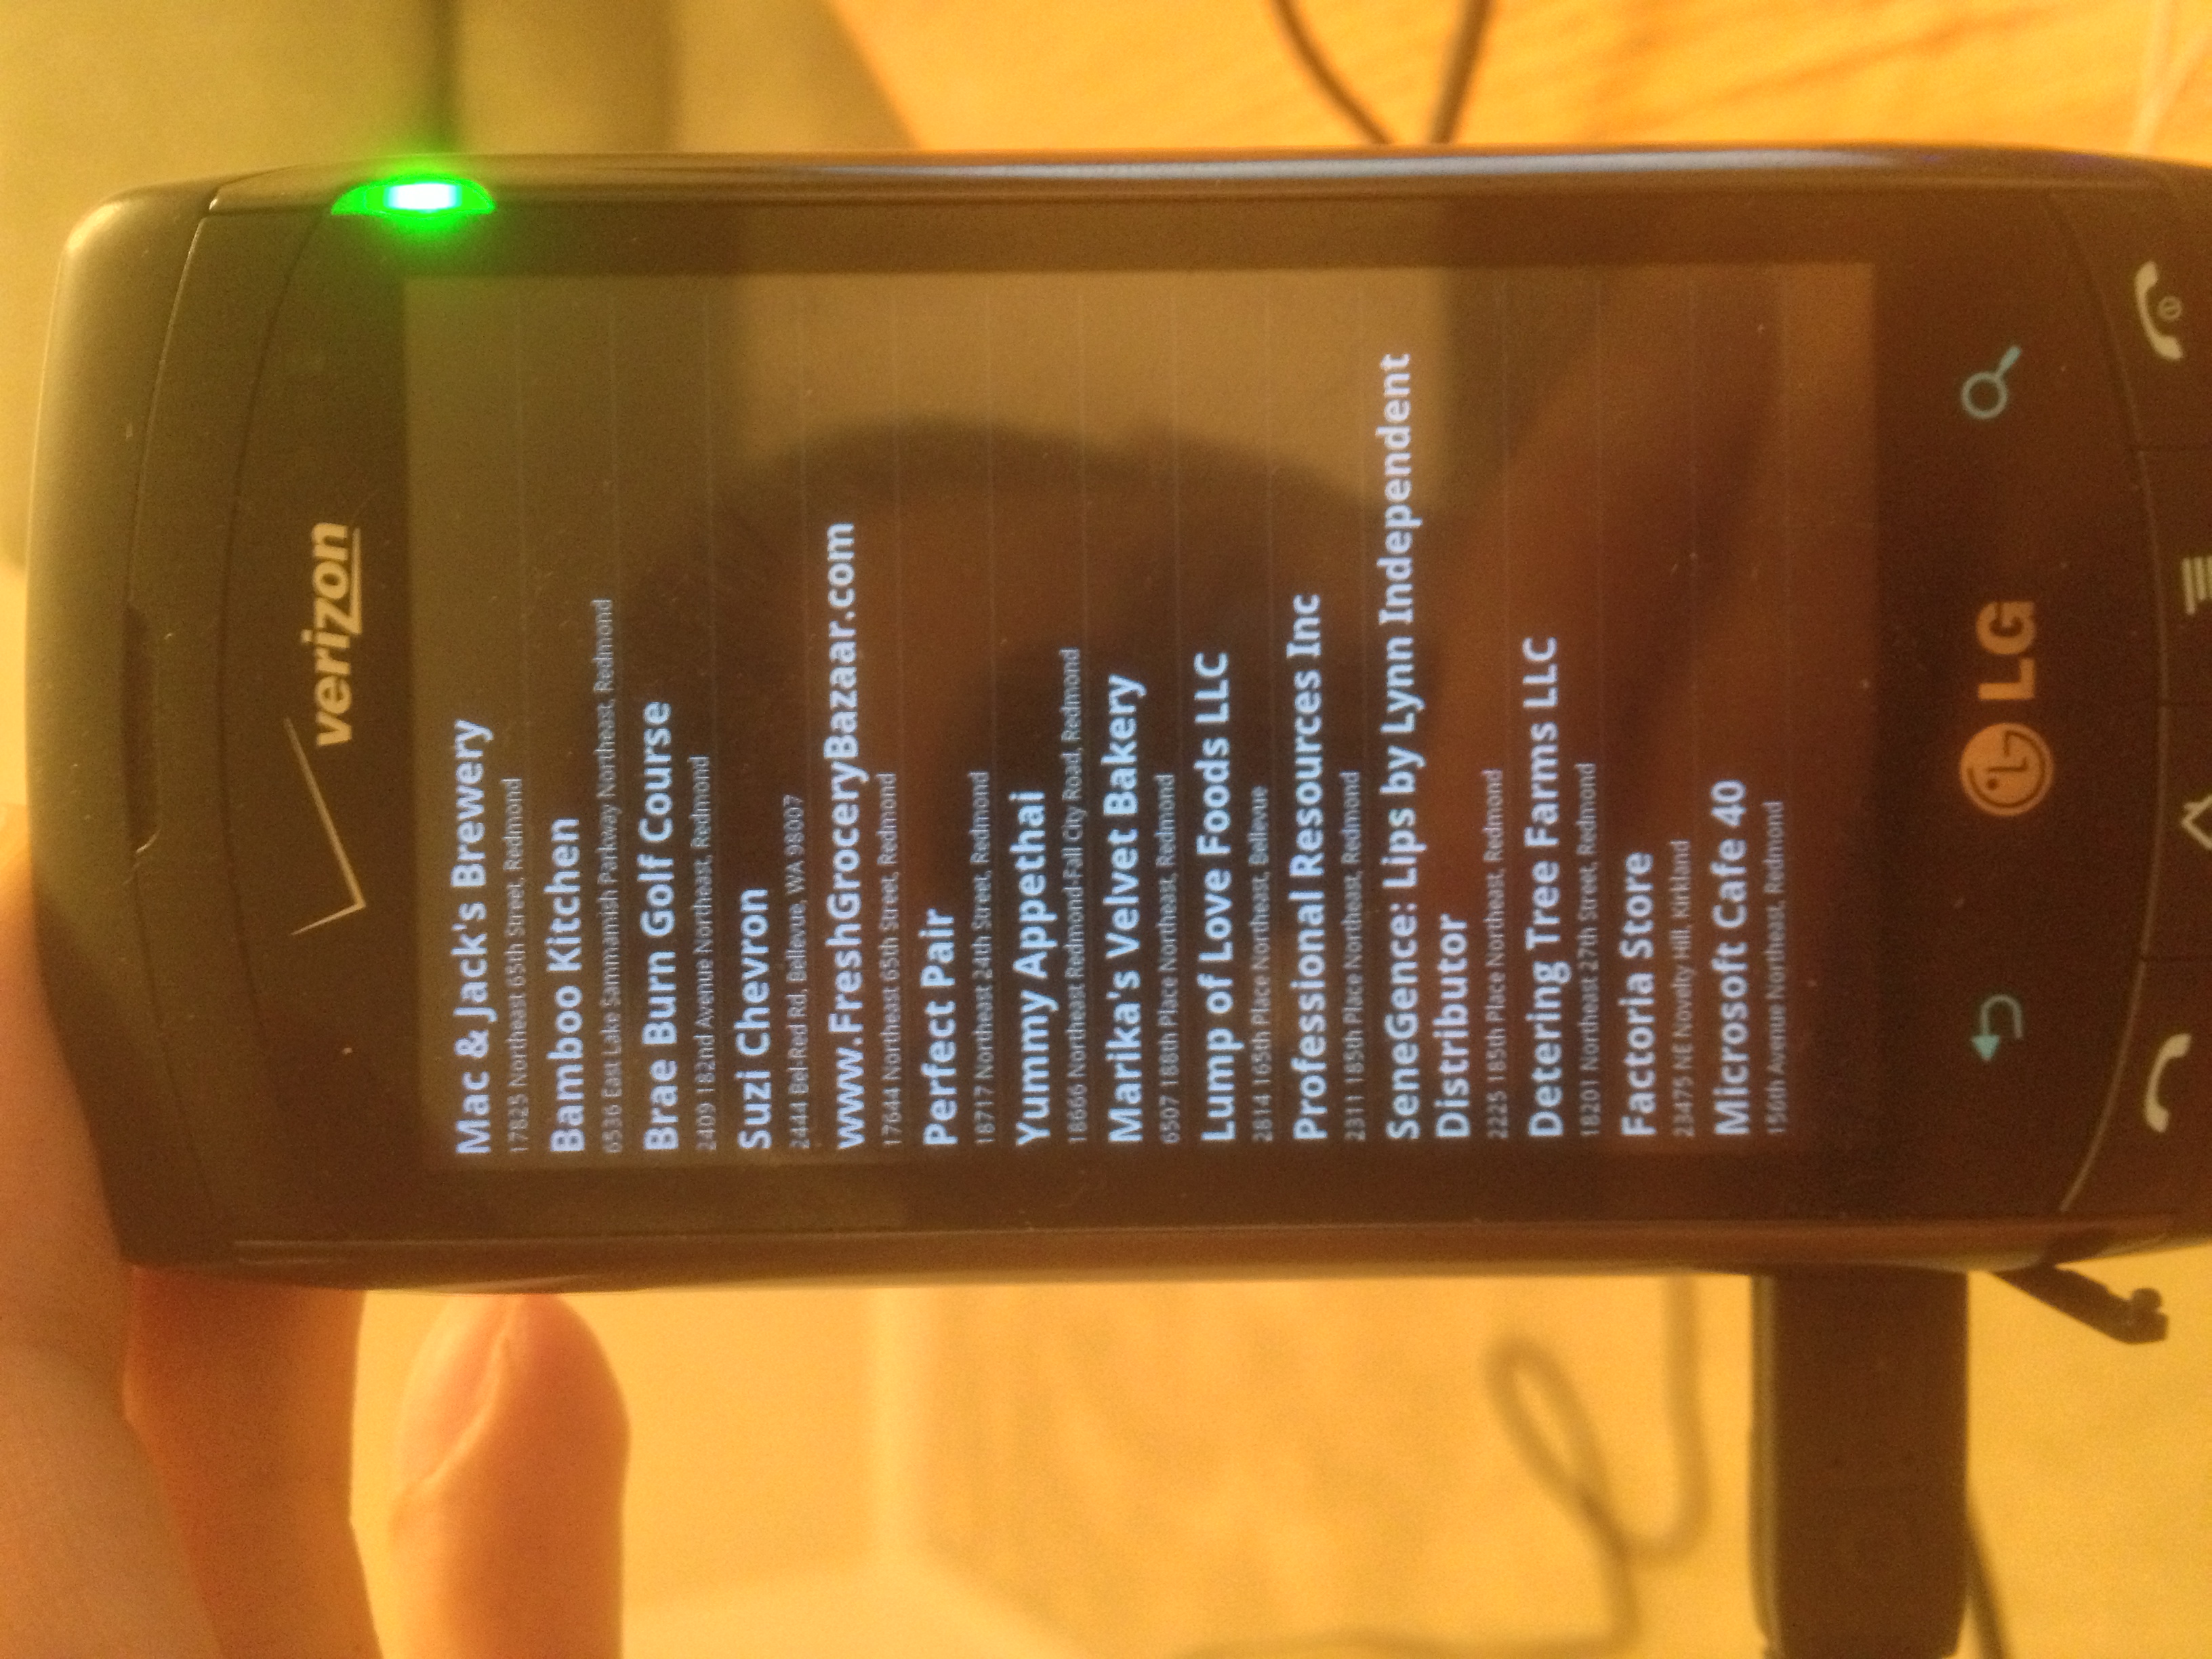 verizon
Mac & Jack's Brewery
17825 Northeast 65th Street, Redmond
Bamboo Kitchen
6536 East Lake Sammamish Parkway Northeast, Redmond
Brae Burn Golf Course
2409 182nd Avenue Northeast, Redmond
Suzi Chevron
2444 Bel-Red Rd, Bellevue, WA 98007
www.FreshGroceryBazaar.com
17644 Northeast 65th Street, Redmond
Perfect Pair
18717 Northeast 24th Street, Redmond
Yummy Appethai
18666 Northeast Redmond-Fall City Road, Redmond
Marika's Velvet Bakery
6507 188th Place Northeast, Redmond
Lump of Love Foods LLC
2814 165th Place Northeast, Bellevue
Professional Resources Inc
2311 185th Place Northeast, Redmond
SeneGence: Lips by Lynn Independent
Distributor
2225 185th Place Northeast, Redmond
Detering Tree Farms LLC
18201 Northeast 27th Street, Redmond
Factoria Store
23475 NE Novelty Hill, Kirkland
Microsoft Cafe 40
156th Avenue Northeast, Redmond
LG